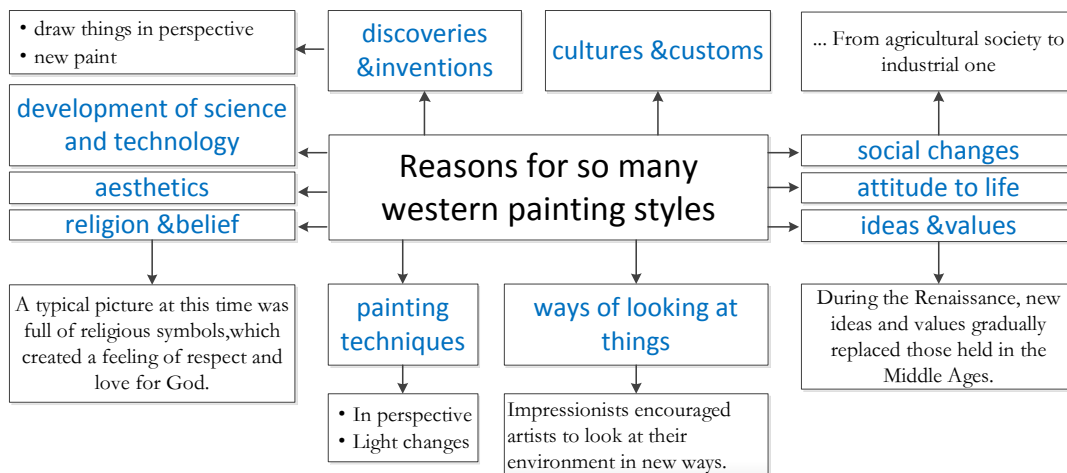 • draw things in perspective
• new paint
discoveries
&inventions
cultures &customs
... From agricultural society to
industrial one
development of science
and technology
aesthetics
religion &belief
Reasons for so many
western painting styles
social changes
attitude to life
ideas &values
A typical picture at this time was
full of religious symbols,which
created a feeling of respect and
love for God.
painting
techniques
ways of looking at
things
During the Renaissance, new
ideas and values gradually
replaced those held in the
Middle Ages.
• In perspective
• Light changes
Impressionists encouraged
artists to look at their
environment in new ways.